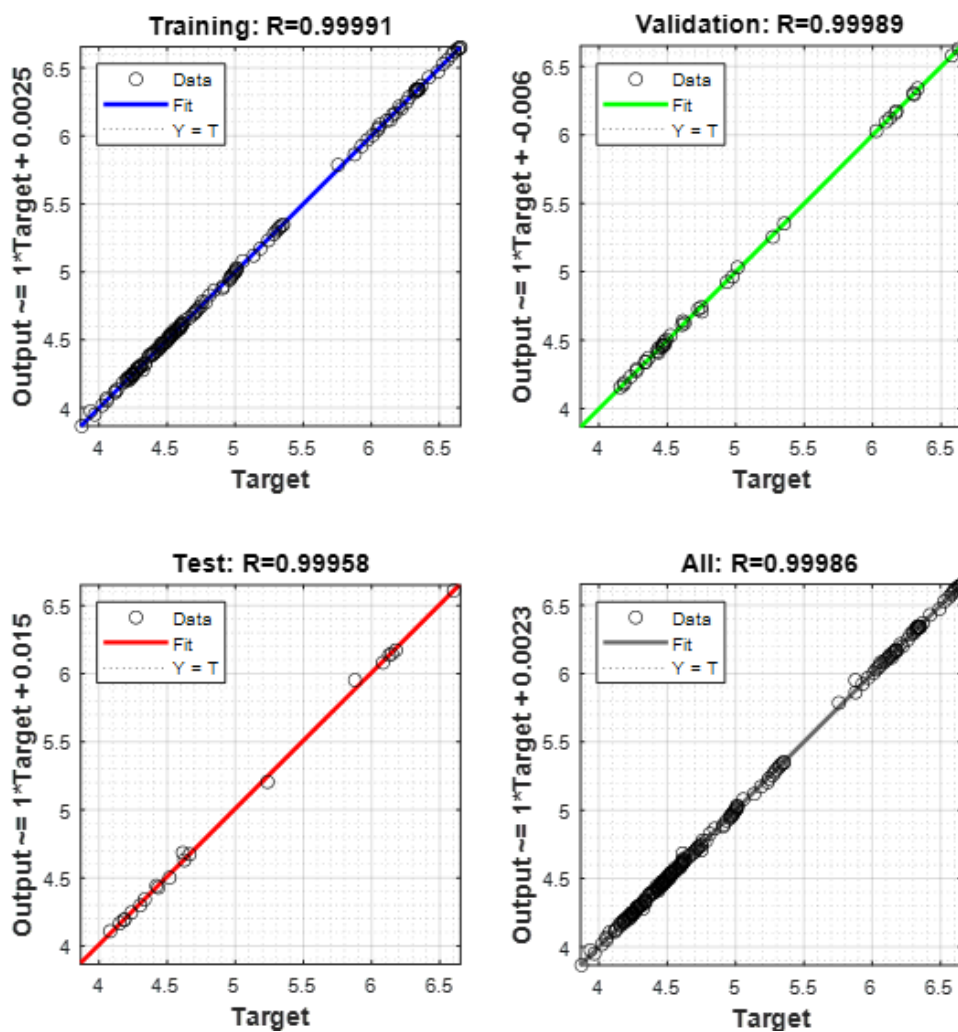 Training: R=0.99991
Output ~= 1*Target + 0.0025
6.5
6
5.5
5
4.5
4
Data
Fit
Y = T
4 4.5 5 5.5 6 6.5
Target
Validation: R=0.99989
Output ~= 1*Target + -0.006
6.5
6
5.5
5
4.5
4
Data
Fit
Y = T
4 4.5 5 5.5 6 6.5
Target
Test: R=0.99958
Output ~= 1*Target + 0.015
6.5
6
5.5
5
4.5
4
Data
Fit
Y = T
4 4.5 5 5.5 6 6.5
Target
All: R=0.99986
Output ~= 1*Target + 0.0023
6.5
6
5.5
5
4.5
4
Data
Fit
Y = T
4 4.5 5 5.5 6 6.5
Target